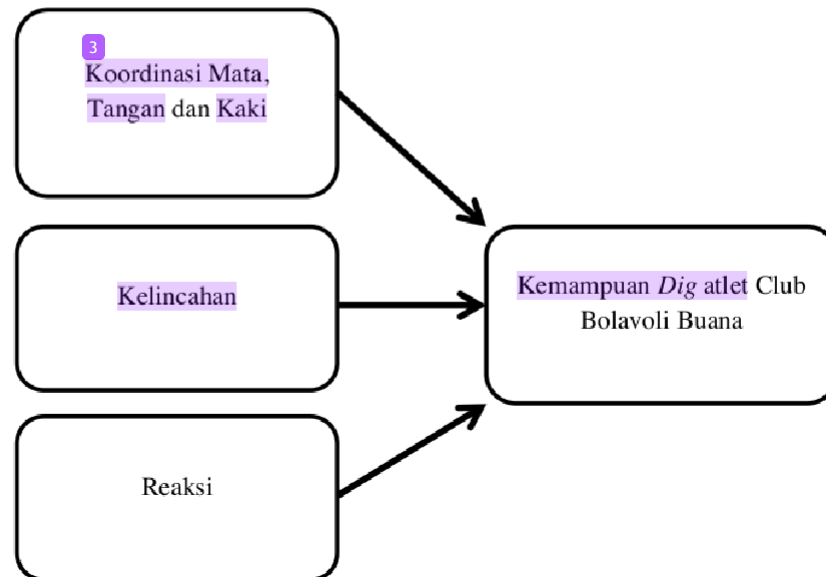 3
Koordinasi Mata,
Tangan dan Kaki
Kelincahan
Kemampuan Dig atlet Club
Bolavoli Buana
Reaksi